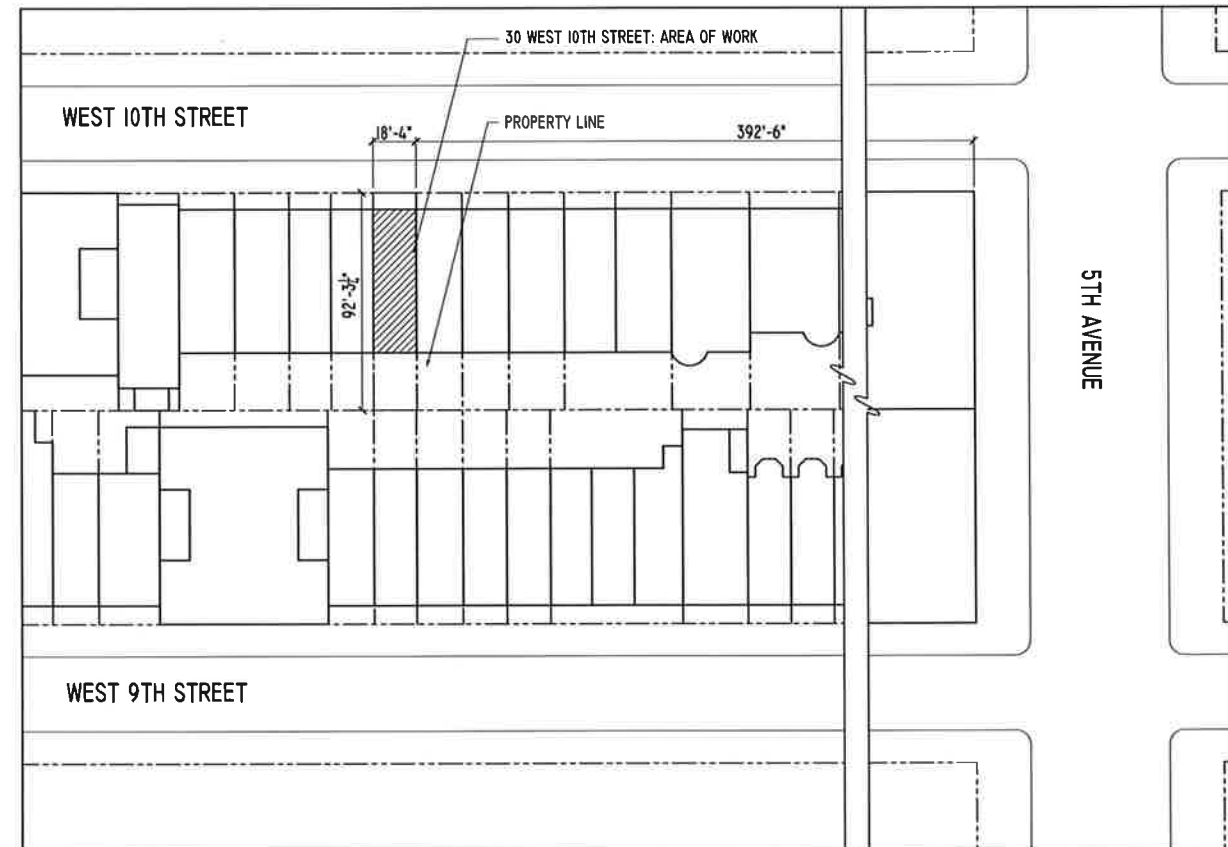 30 WEST 10TH STREET: AREA OF WORK
WEST 10TH STREET
PROPERTY LINE
18'-4"
392'-6"
92'-3½"
5TH AVENUE
WEST 9TH STREET